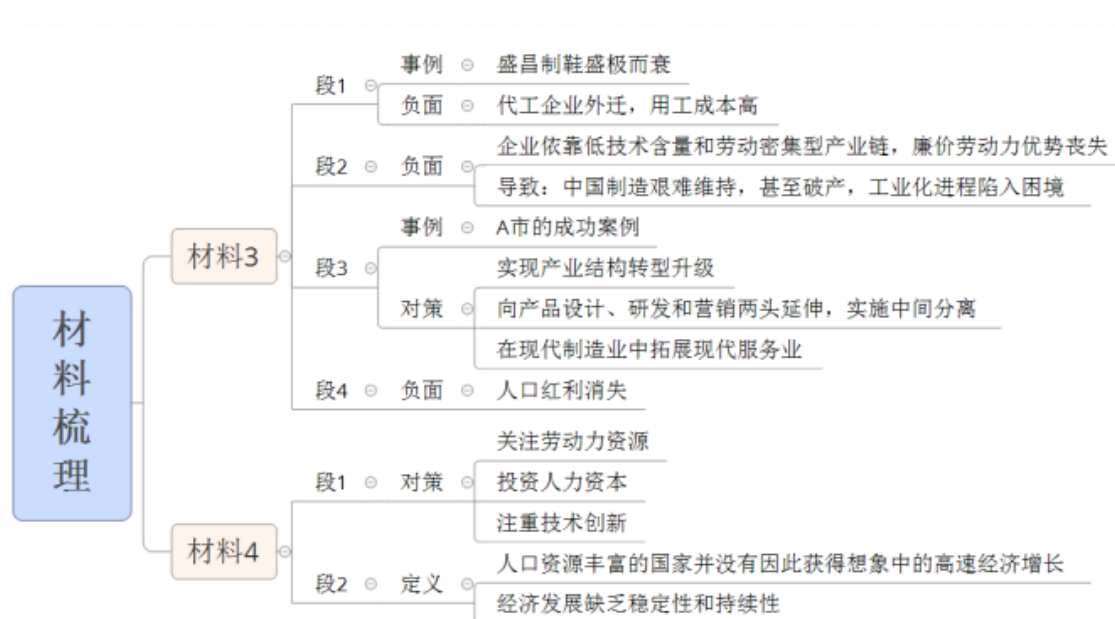 材料梳理
材料3
段1
事例
盛昌制鞋盛极而衰
负面
代工企业外迁，用工成本高
段2
负面
企业依靠低技术含量和劳动密集型产业链，廉价劳动力优势丧失
导致：中国制造艰难维持，甚至破产，工业化进程陷入困境
段3
事例
A市的成功案例
对策
实现产业结构转型升级
向产品设计、研发和营销两头延伸，实施中间分离
在现代制造业中拓展现代服务业
段4
负面
人口红利消失
材料4
段1
对策
关注劳动力资源
投资人力资本
注重技术创新
段2
定义
人口资源丰富的国家并没有因此获得想象中的高速经济增长
经济发展缺乏稳定性和持续性